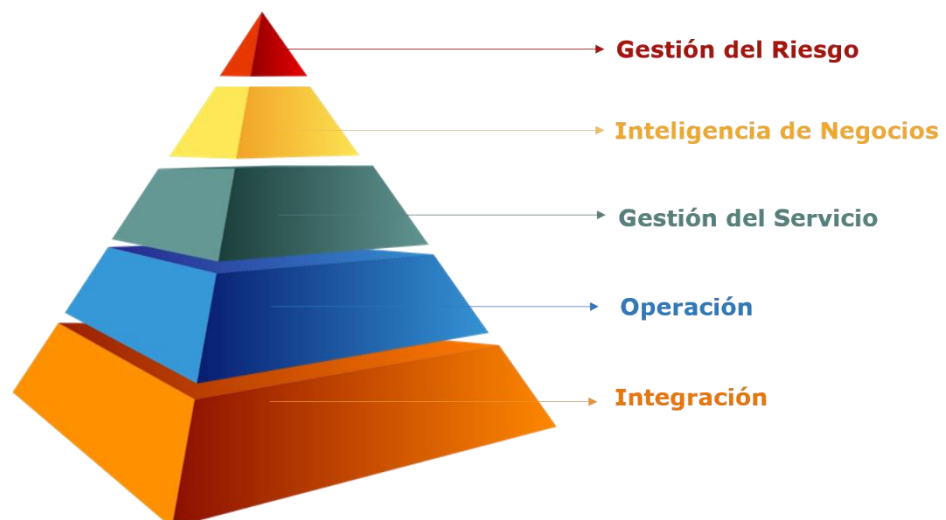 Gestión del Riesgo
Inteligencia de Negocios
Gestión del Servicio
Operación
Integración